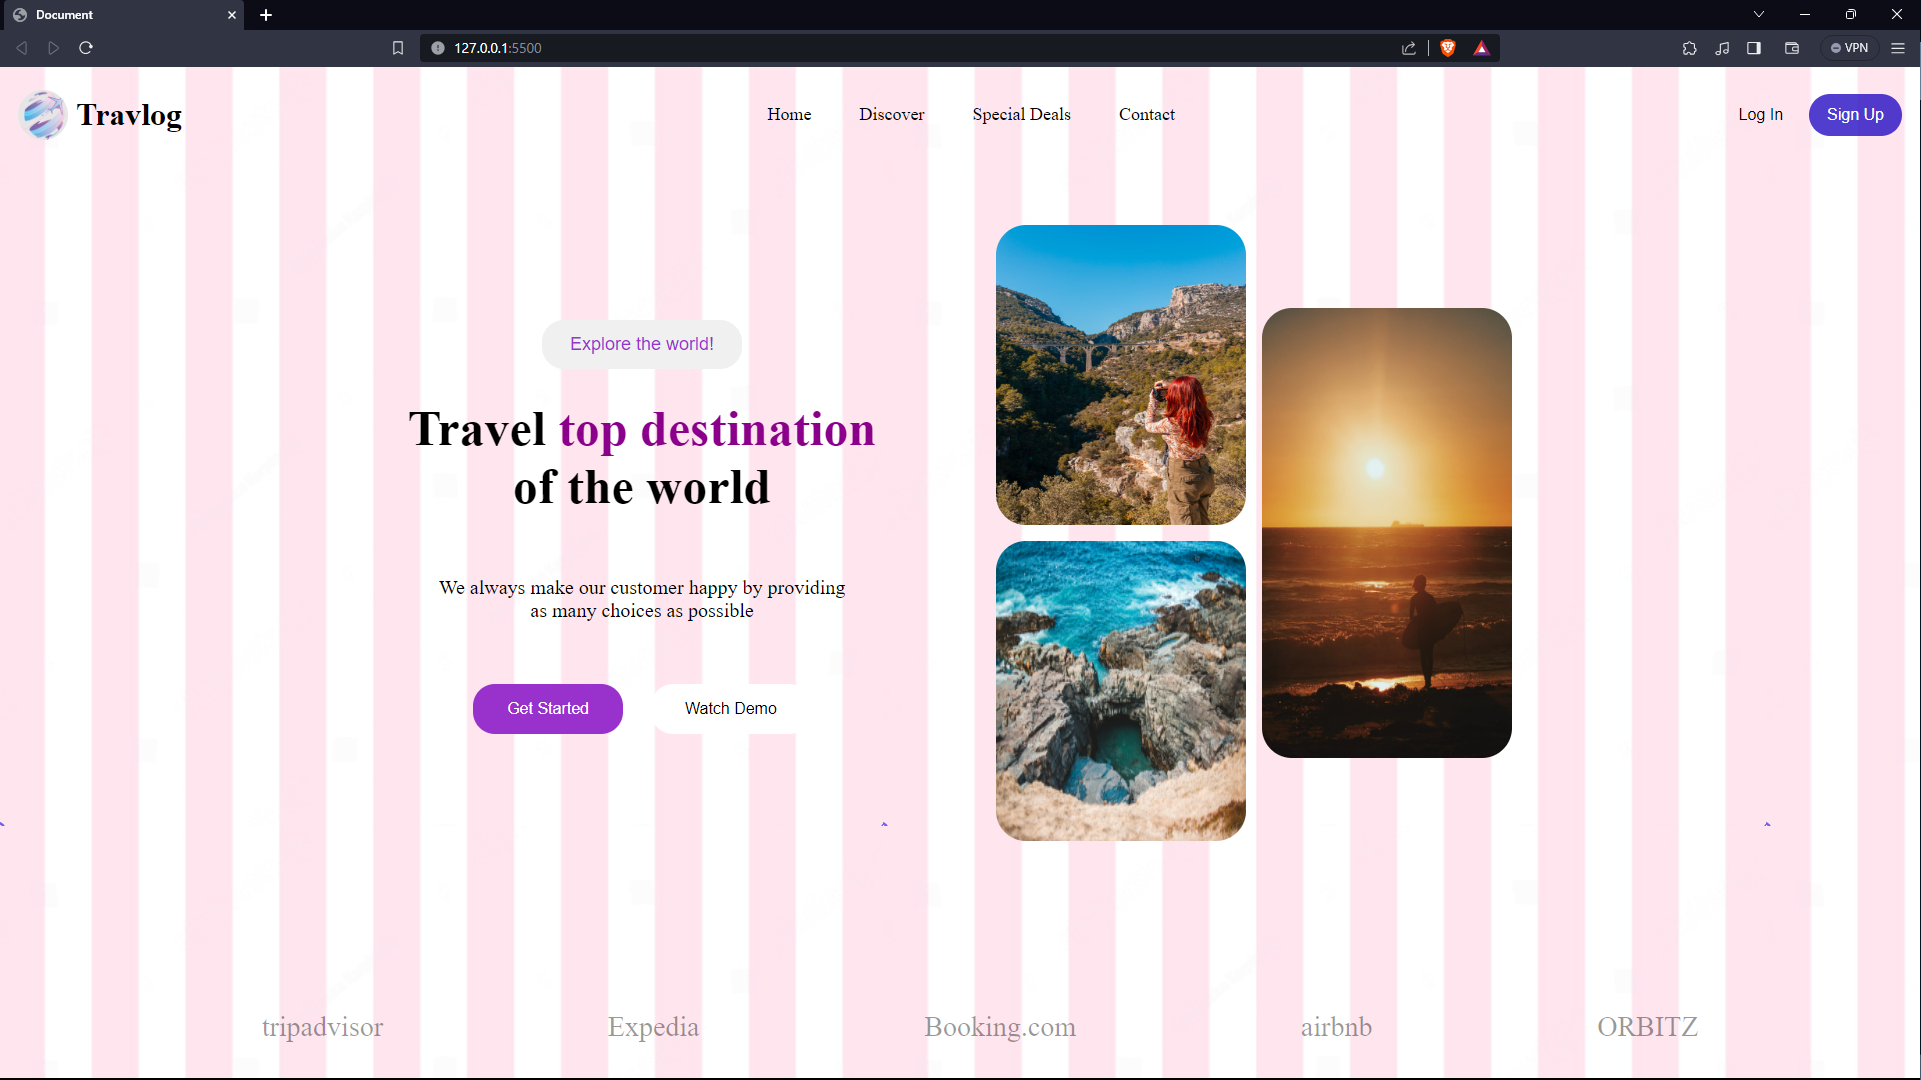 Document
127.0.0.1:5500
VPN
Travlog
Home
Discover
Special Deals
Contact
Log In
Sign Up
Explore the world!
Travel top destination
of the world
We always make our customer happy by providing
as many choices as possible
Get Started
Watch Demo
tripadvisor
Expedia
Booking.com
airbnb
ORBITZ